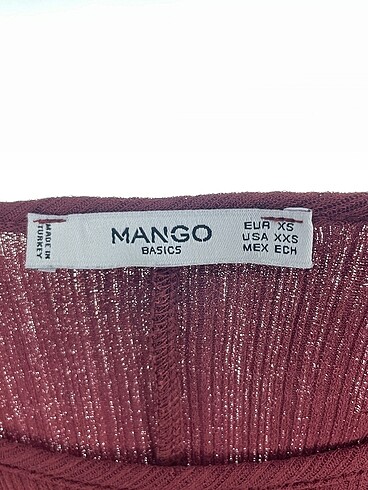 MADE IN
TURKEY
MANGO
BASICS
EUR XS
USA XXS
MEX ECH